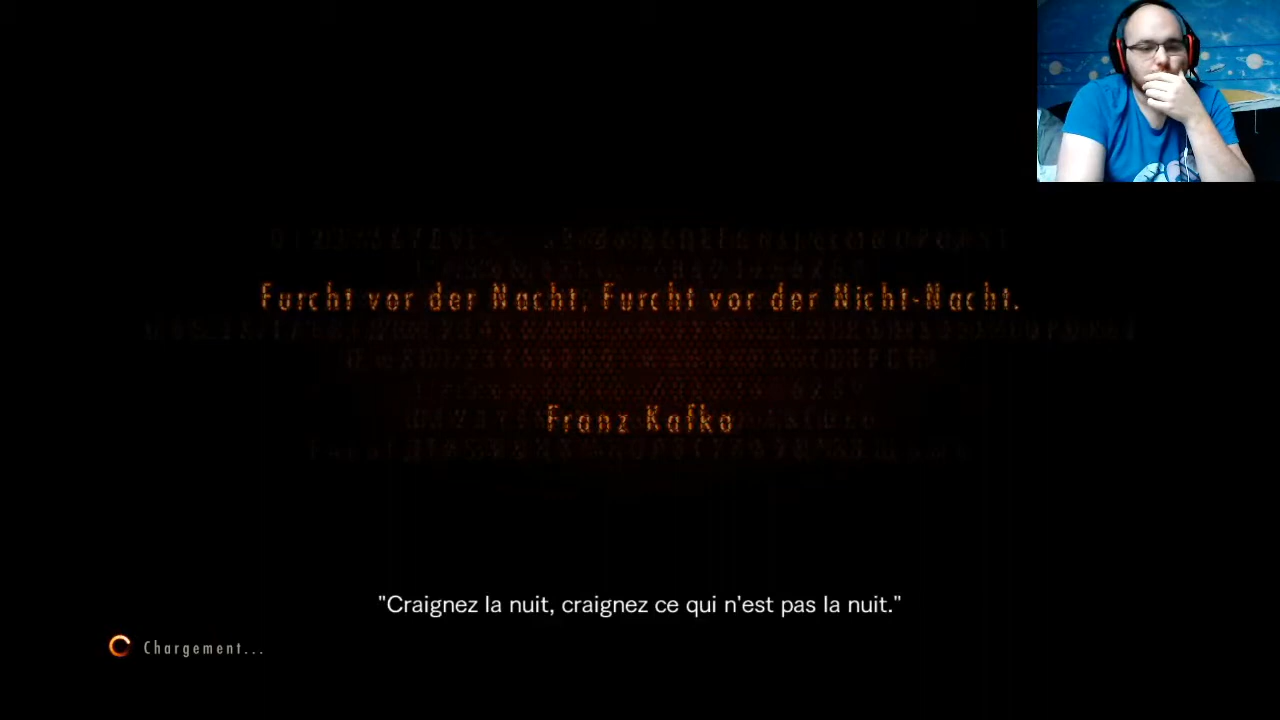 Furcht vor der Nacht, Furcht vor der Nicht-Nacht.
Franz Kafka
"Craignez la nuit, craignez ce qui n'est pas la nuit."
Chargement...